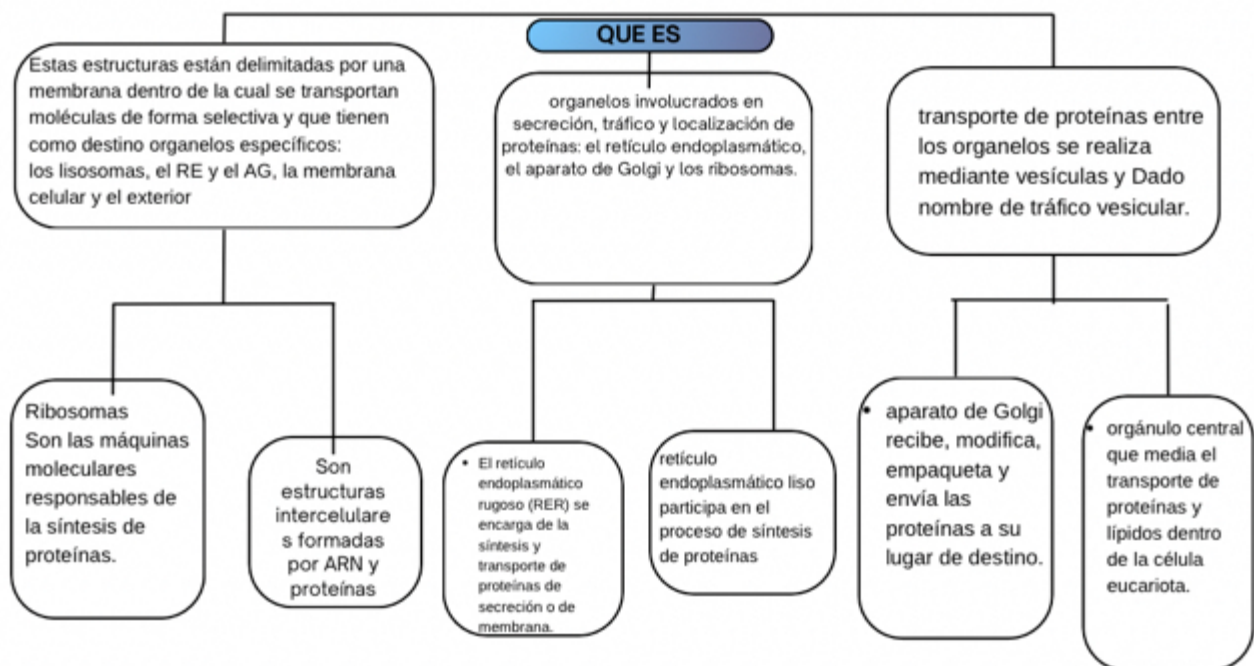 QUE ES
Estas estructuras están delimitadas por una
membrana dentro de la cual se transportan
moléculas de forma selectiva y que tienen
como destino organelos específicos:
los lisosomas, el RE y el AG, la membrana
celular y el exterior
organelos involucrados en
secreción, tráfico y localización de
proteínas: el retículo endoplasmático,
el aparato de Golgi y los ribosomas.
transporte de proteínas entre
los organelos se realiza
mediante vesículas y Dado
nombre de tráfico vesicular.
Ribosomas
Son las máquinas
moleculares
responsables de
la síntesis de
proteínas.
Son
estructuras
intercelulare
s formadas
por ARN y
proteínas
• El retículo
endoplasmático
rugoso (RER) se
encarga de la
síntesis y
transporte de
proteínas de
secreción o de
membrana.
retículo
endoplasmático liso
participa en el
proceso de síntesis
de proteínas
• aparato de Golgi
recibe, modifica,
empaqueta y
envía las
proteínas a su
lugar de destino.
• orgánulo central
que media el
transporte de
proteínas y
lípidos dentro
de la célula
eucariota.